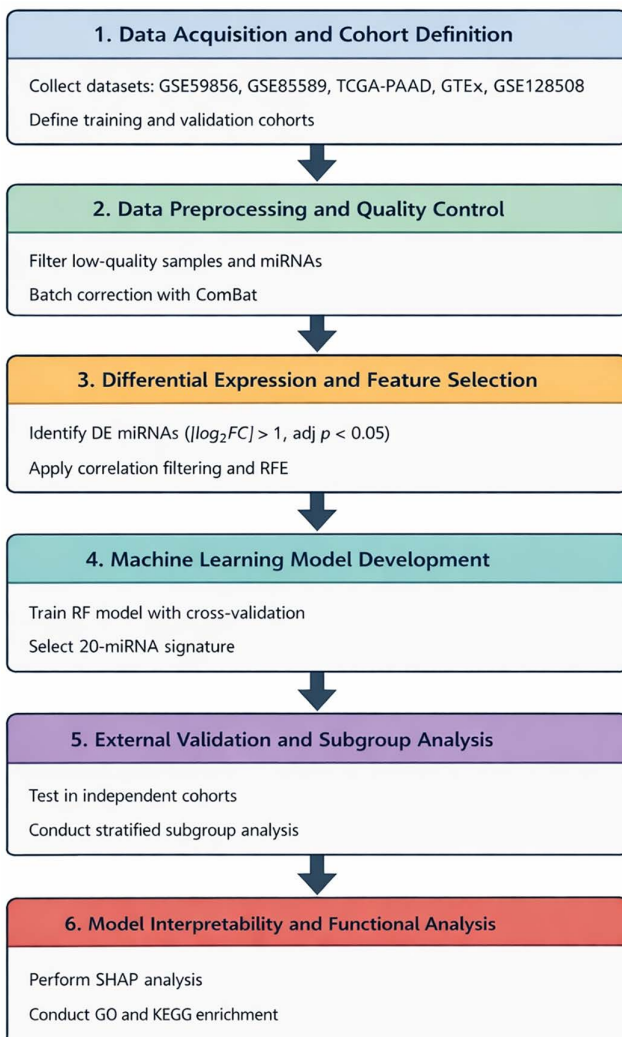 1. Data Acquisition and Cohort Definition
Collect datasets: GSE59856, GSE85589, TCGA-PAAD, GTEx, GSE128508
Define training and validation cohorts
2. Data Preprocessing and Quality Control
Filter low-quality samples and miRNAs
Batch correction with ComBat
3. Differential Expression and Feature Selection
Identify DE miRNAs (|log₂FC| > 1, adj p < 0.05)
Apply correlation filtering and RFE
4. Machine Learning Model Development
Train RF model with cross-validation
Select 20-miRNA signature
5. External Validation and Subgroup Analysis
Test in independent cohorts
Conduct stratified subgroup analysis
6. Model Interpretability and Functional Analysis
Perform SHAP analysis
Conduct GO and KEGG enrichment